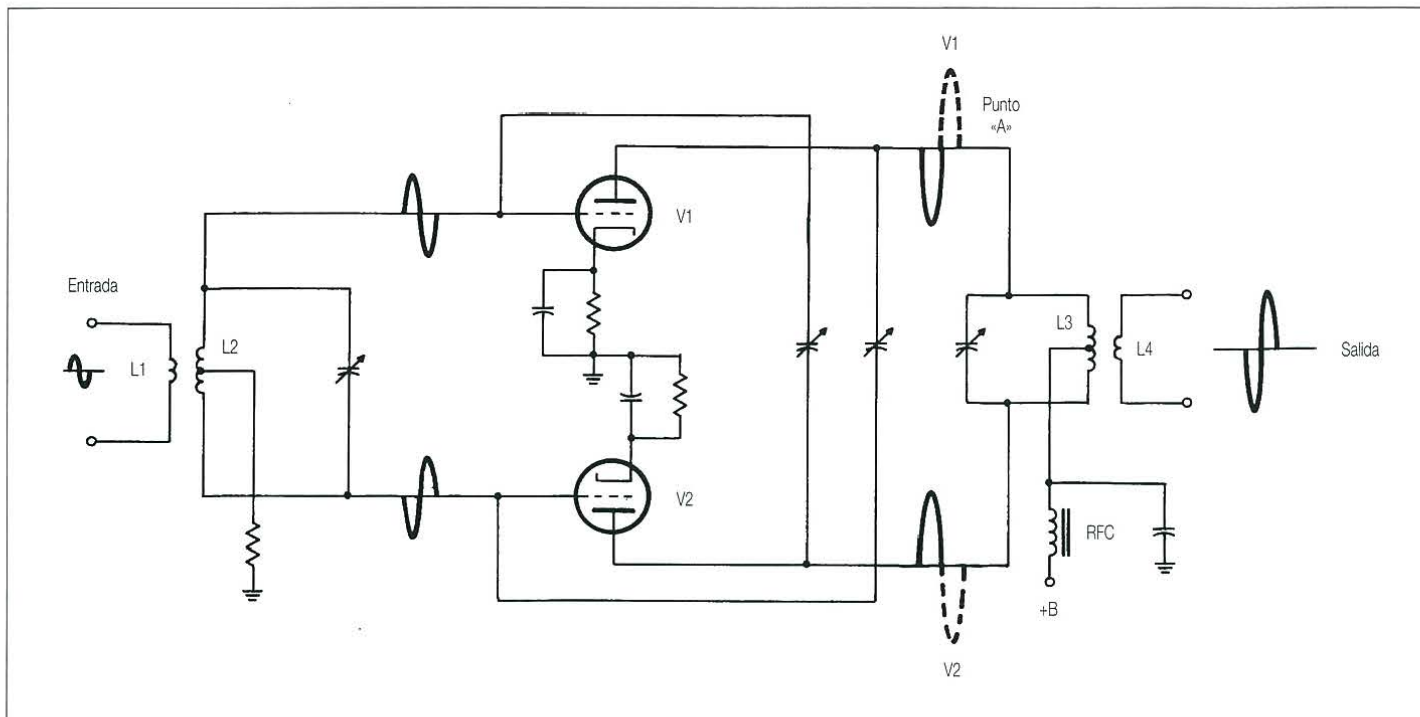 V1
Punto
«A»
V1
Entrada
L1
L2
L3
L4
Salida
V2
RFC
+B
V2